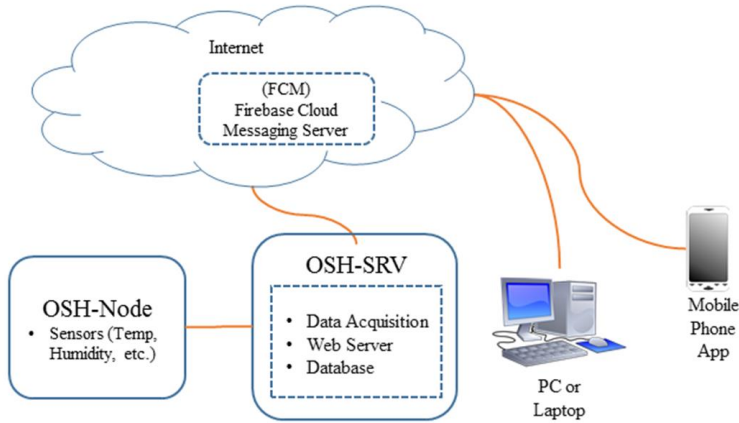 Internet
(FCM)
Firebase Cloud
Messaging Server
OSH-SRV
• Data Acquisition
• Web Server
• Database
OSH-Node
• Sensors (Temp,
Humidity, etc.)
PC or
Laptop
Mobile
Phone
App